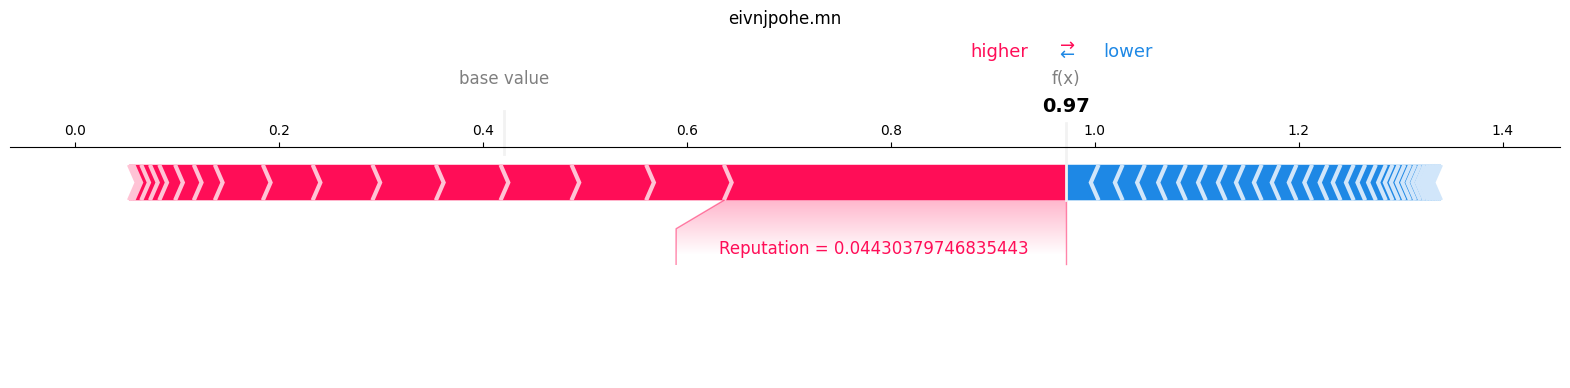 eivnjpohe.mn
higher ⇄ lower
base value f(x)
0.97
0.0 0.2 0.4 0.6 0.8 1.0 1.2 1.4
Reputation = 0.04430379746835443